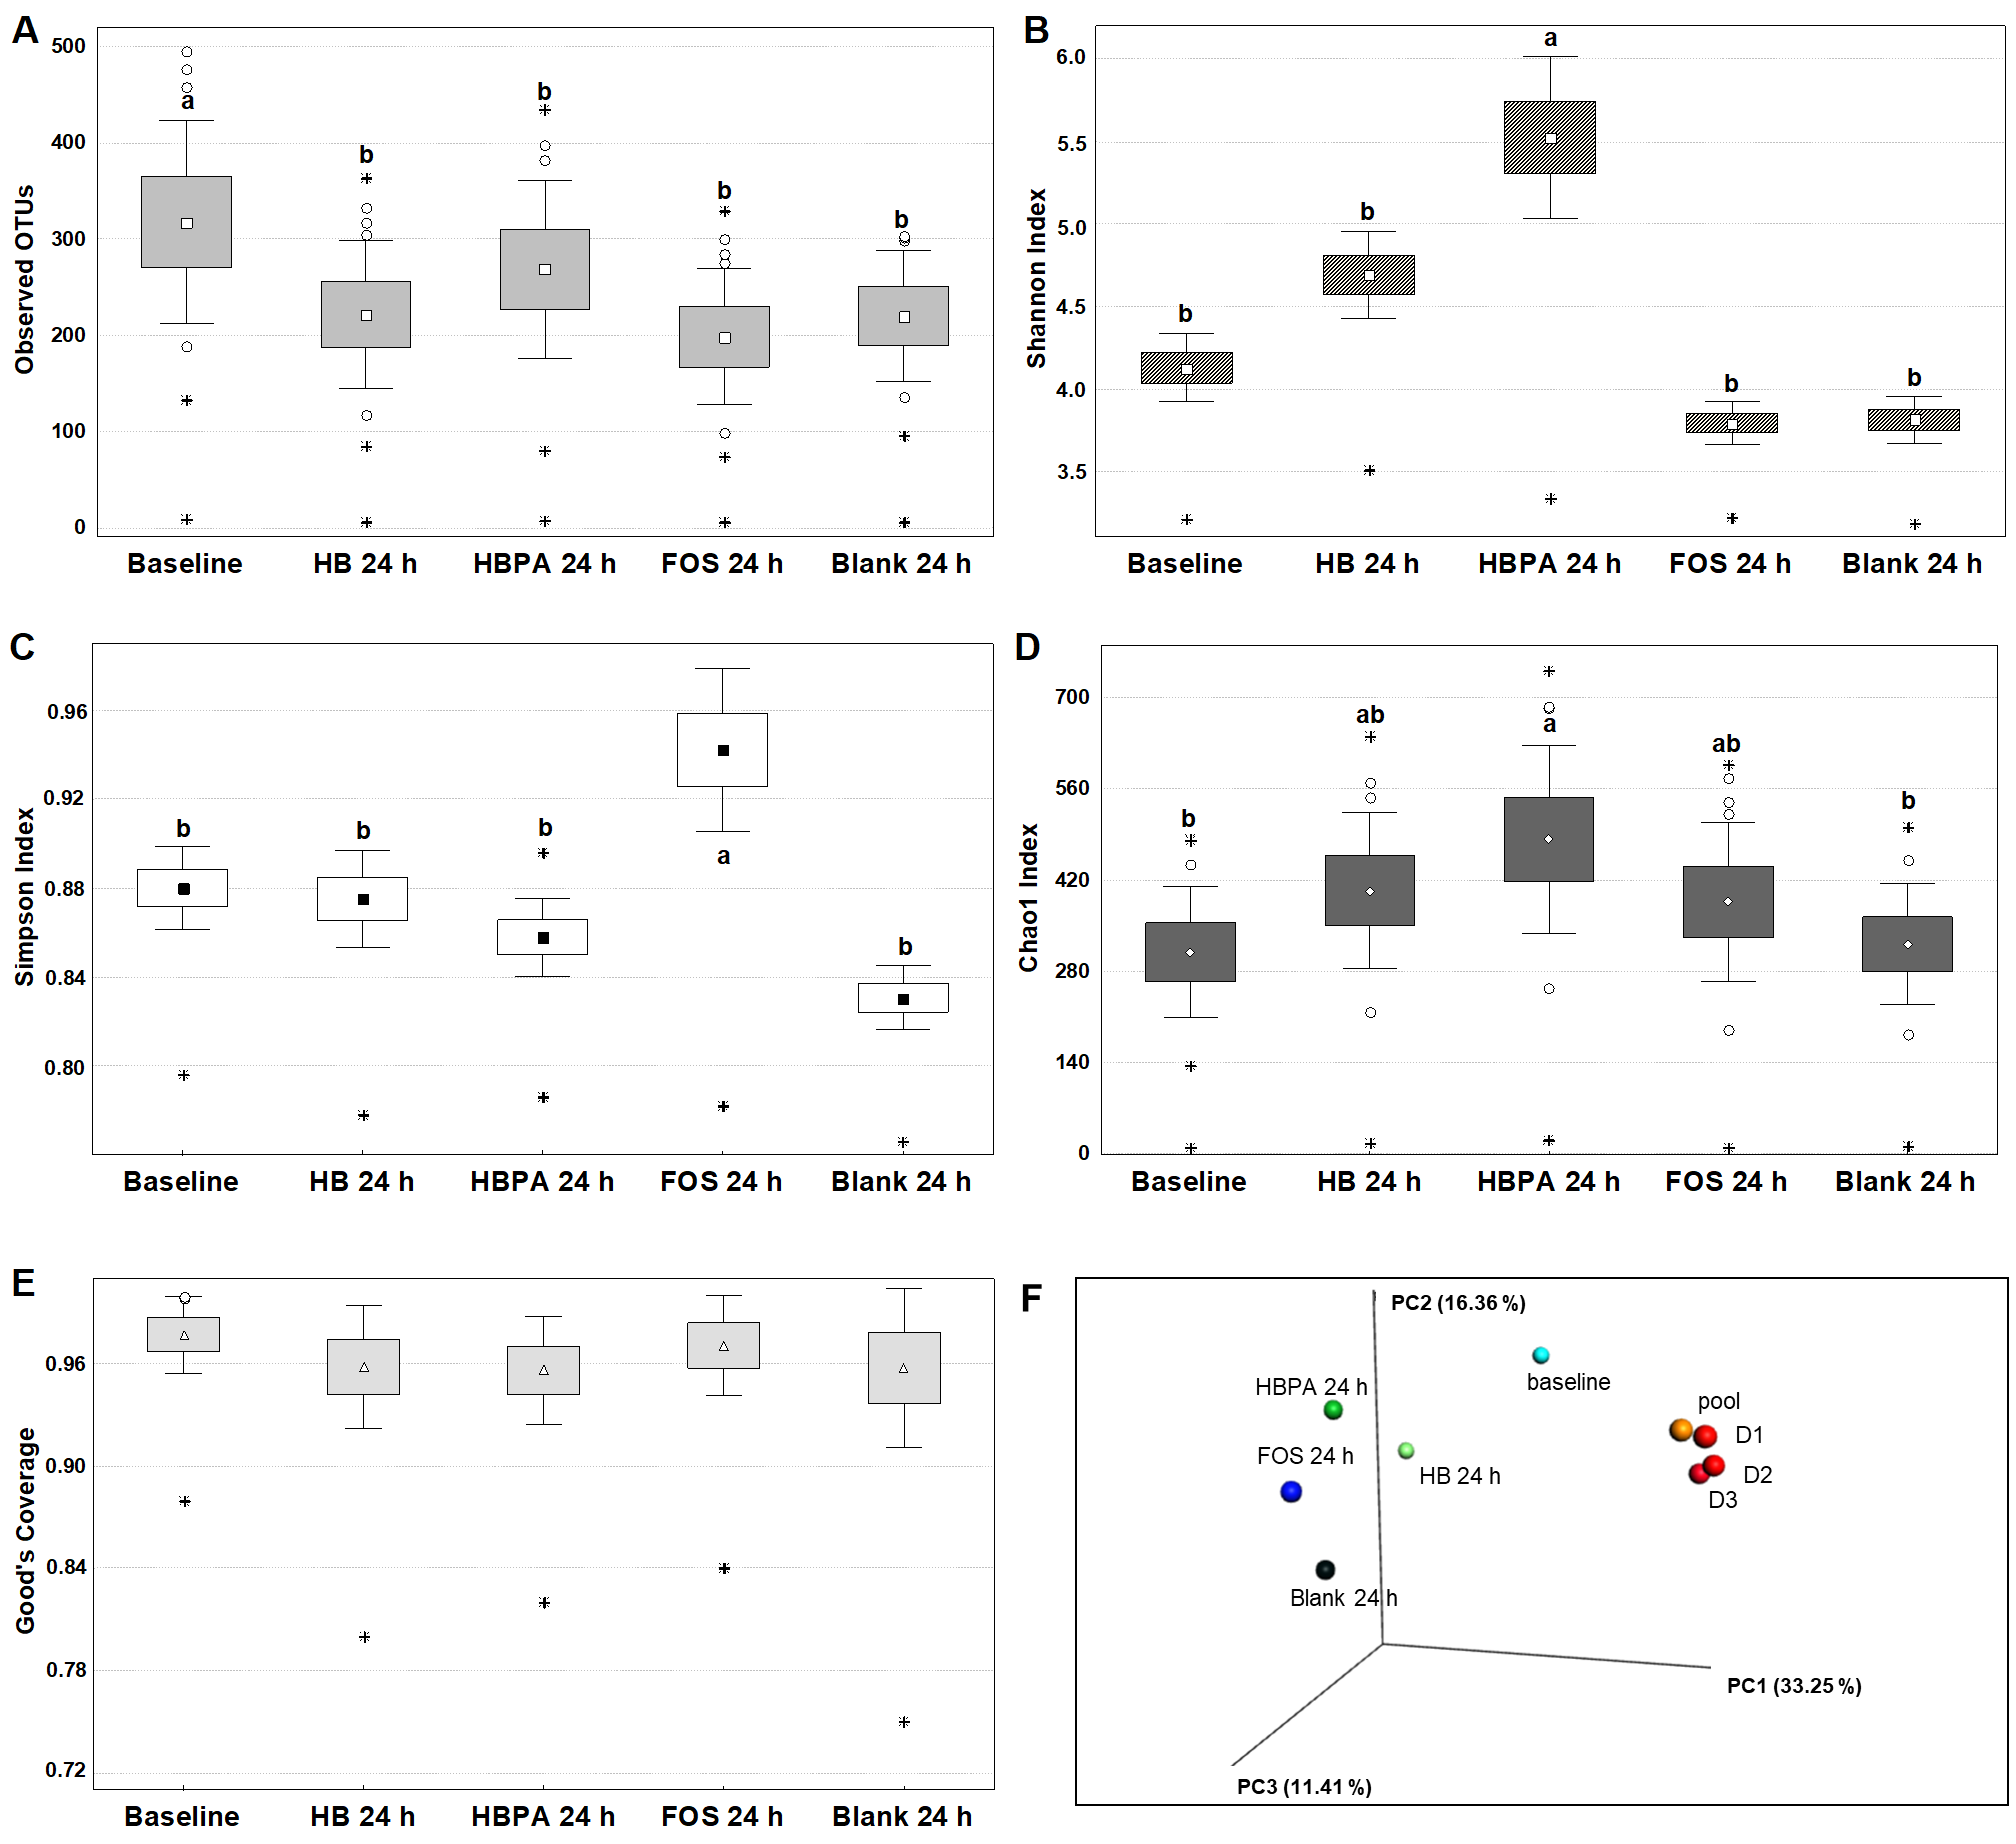 A
500
400
300
200
100
0
Observed OTUs
a
b
b
b
b
Baseline
HB 24 h
HBPA 24 h
FOS 24 h
Blank 24 h
B
6.0
5.5
5.0
4.5
4.0
3.5
Shannon Index
b
b
a
b
b
Baseline
HB 24 h
HBPA 24 h
FOS 24 h
Blank 24 h
C
0.96
0.92
0.88
0.84
0.80
Simpson Index
b
b
b
a
b
Baseline
HB 24 h
HBPA 24 h
FOS 24 h
Blank 24 h
D
700
560
420
280
140
0
Chao1 Index
b
ab
a
ab
b
Baseline
HB 24 h
HBPA 24 h
FOS 24 h
Blank 24 h
E
0.96
0.90
0.84
0.78
0.72
Good's Coverage
Baseline
HB 24 h
HBPA 24 h
FOS 24 h
Blank 24 h
F
PC2 (16.36 %)
baseline
HBPA 24 h
pool
D1
FOS 24 h
HB 24 h
D2
D3
Blank 24 h
PC1 (33.25 %)
PC3 (11.41 %)